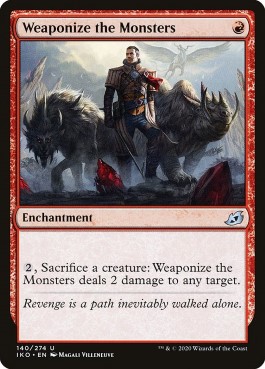 Weaponize the Monsters
Enchantment
2, Sacrifice a creature: Weaponize the
Monsters deals 2 damage to any target.
Revenge is a path inevitably walked alone.
140/274 U
IKO • EN Magali Villeneuve
™ & © 2020 Wizards of the Coast